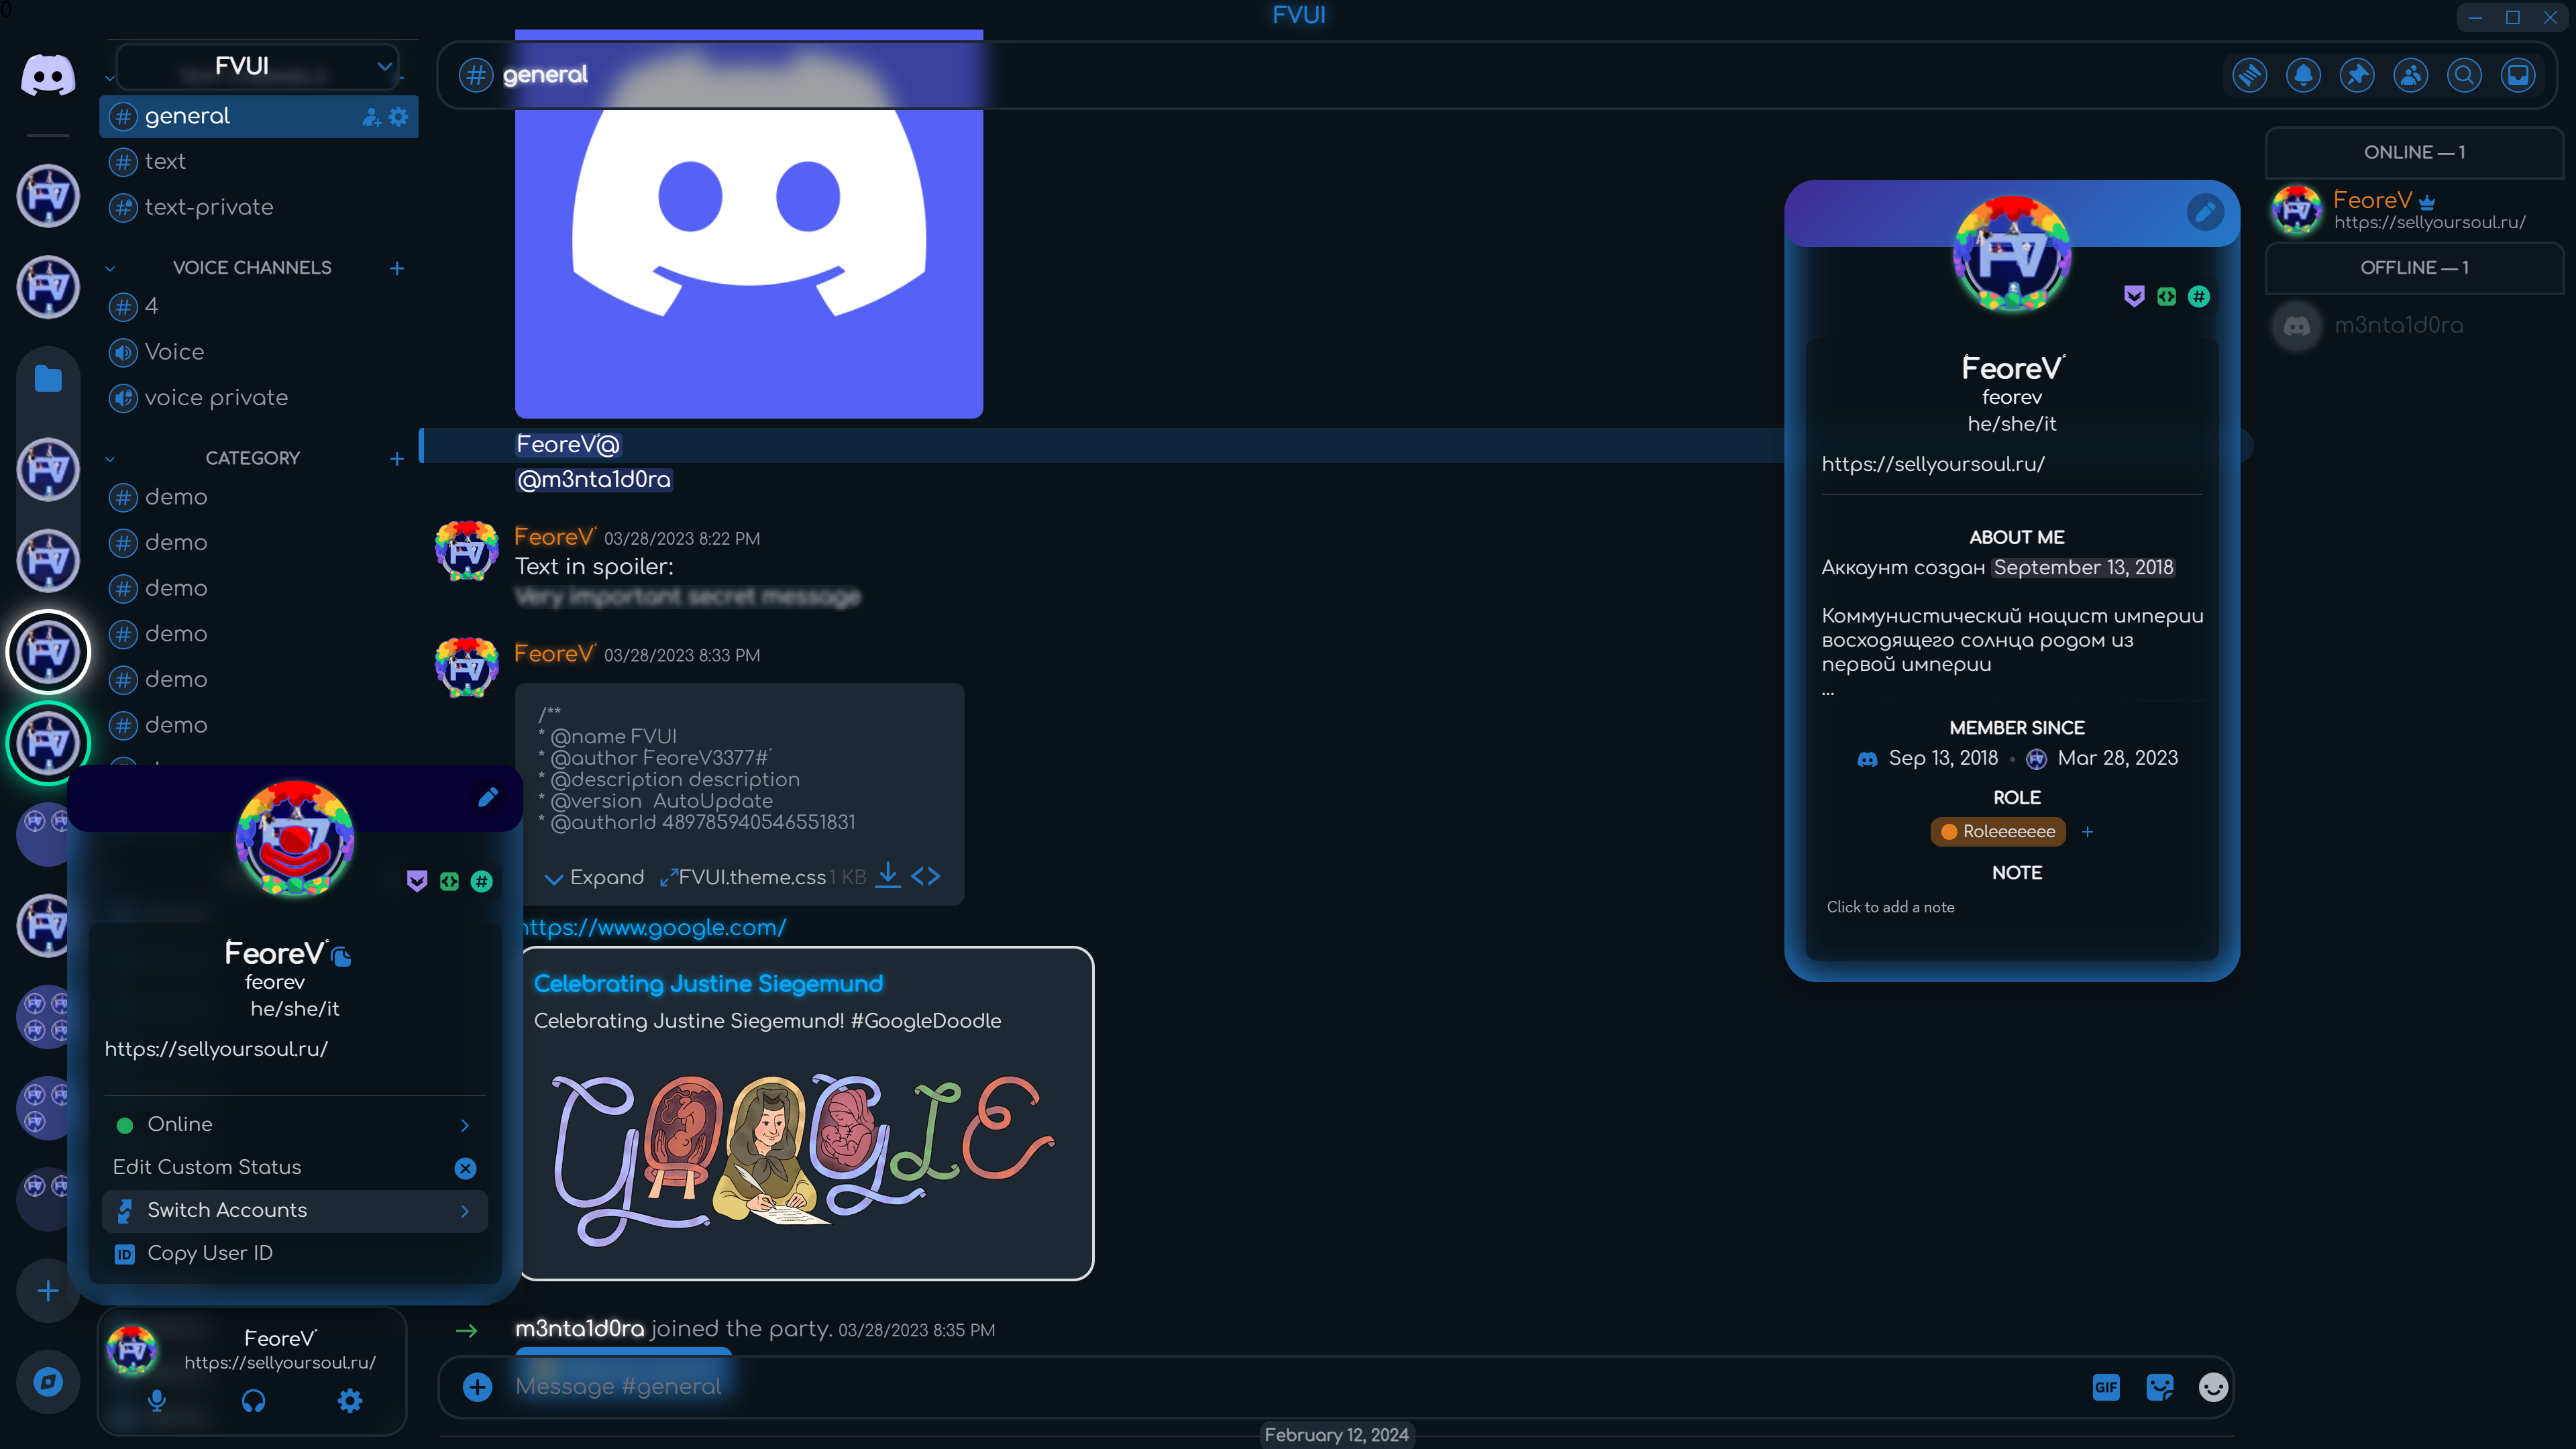 0
FVUI
FVUI
general
text
text-private
VOICE CHANNELS
4
Voice
voice private
CATEGORY
demo
demo
demo
demo
demo
demo
FeoreV
feorev
he/she/it
https://sellyoursoul.ru/
Online
Edit Custom Status
Switch Accounts
ID Copy User ID
FeoreV
https://sellyoursoul.ru/
general
FeoreV@
@m3nta1d0ra
FeoreV 03/28/2023 8:22 PM
Text in spoiler:
Very important secret message
FeoreV 03/28/2023 8:33 PM
/**
* @name FVUI
* @author FeoreV3377#
* @description description
* @version AutoUpdate
* @authorId 489785940546551831
Expand FVUI.theme.css 1 KB
https://www.google.com/
Celebrating Justine Siegemund
Celebrating Justine Siegemund! #GoogleDoodle
m3nta1d0ra joined the party. 03/28/2023 8:35 PM
Message #general
GIF
February 12, 2024
FeoreV
feorev
he/she/it
https://sellyoursoul.ru/
ABOUT ME
Аккаунт создан September 13, 2018
Коммунистический нацист империи
восходящего солнца родом из
первой империи
...
MEMBER SINCE
Sep 13, 2018 • Mar 28, 2023
ROLE
Roleeeeeee +
NOTE
Click to add a note
ONLINE — 1
FeoreV
https://sellyoursoul.ru/
OFFLINE — 1
m3nta1d0ra